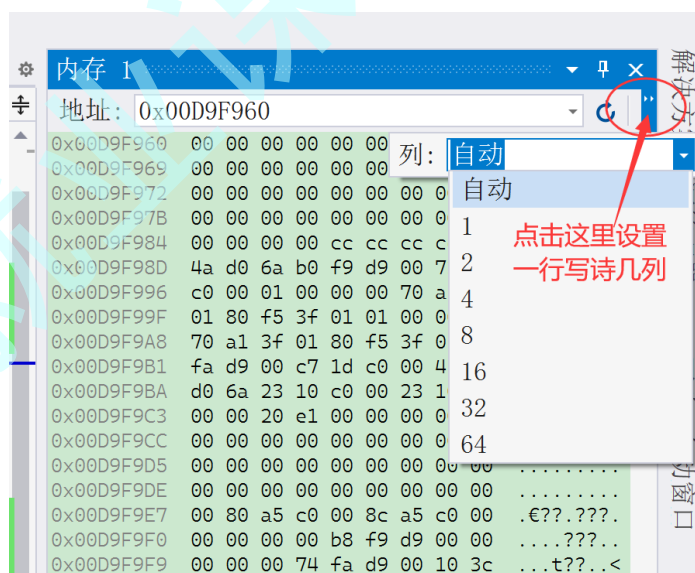 内存 1
地址: 0x00D9F960
列: 自动
自动
1
2
4
8
16
32
64
点击这里设置
一行写诗几列
0x00D9F960 00 00 00 00 00 00
0x00D9F969 00 00 00 00 00 00
0x00D9F972 00 00 00 00 00 00 00
0x00D9F97B 00 00 00 00 00 00 00
0x00D9F984 00 00 00 00 cc cc cc
0x00D9F98D 4a d0 6a b0 f9 d9 00
0x00D9F996 c0 00 01 00 00 00 70
0x00D9F99F 01 80 f5 3f 01 01 00
0x00D9F9A8 70 a1 3f 01 80 f5 3f
0x00D9F9B1 fa d9 00 c7 1d c0 00
0x00D9F9BA d0 6a 23 10 c0 00 23
0x00D9F9C3 00 00 20 e1 00 00 00
0x00D9F9CC 00 00 00 00 00 00 00
0x00D9F9D5 00 00 00 00 00 00 00 00 00 .........
0x00D9F9DE 00 00 00 00 00 00 00 00 00 .........
0x00D9F9E7 00 80 a5 c0 00 8c a5 c0 00 .€??.???.
0x00D9F9F0 00 00 00 00 b8 f9 d9 00 00 ....???..
0x00D9F9F9 00 00 00 74 fa d9 00 10 3c ...t??..<
解决方
窗口